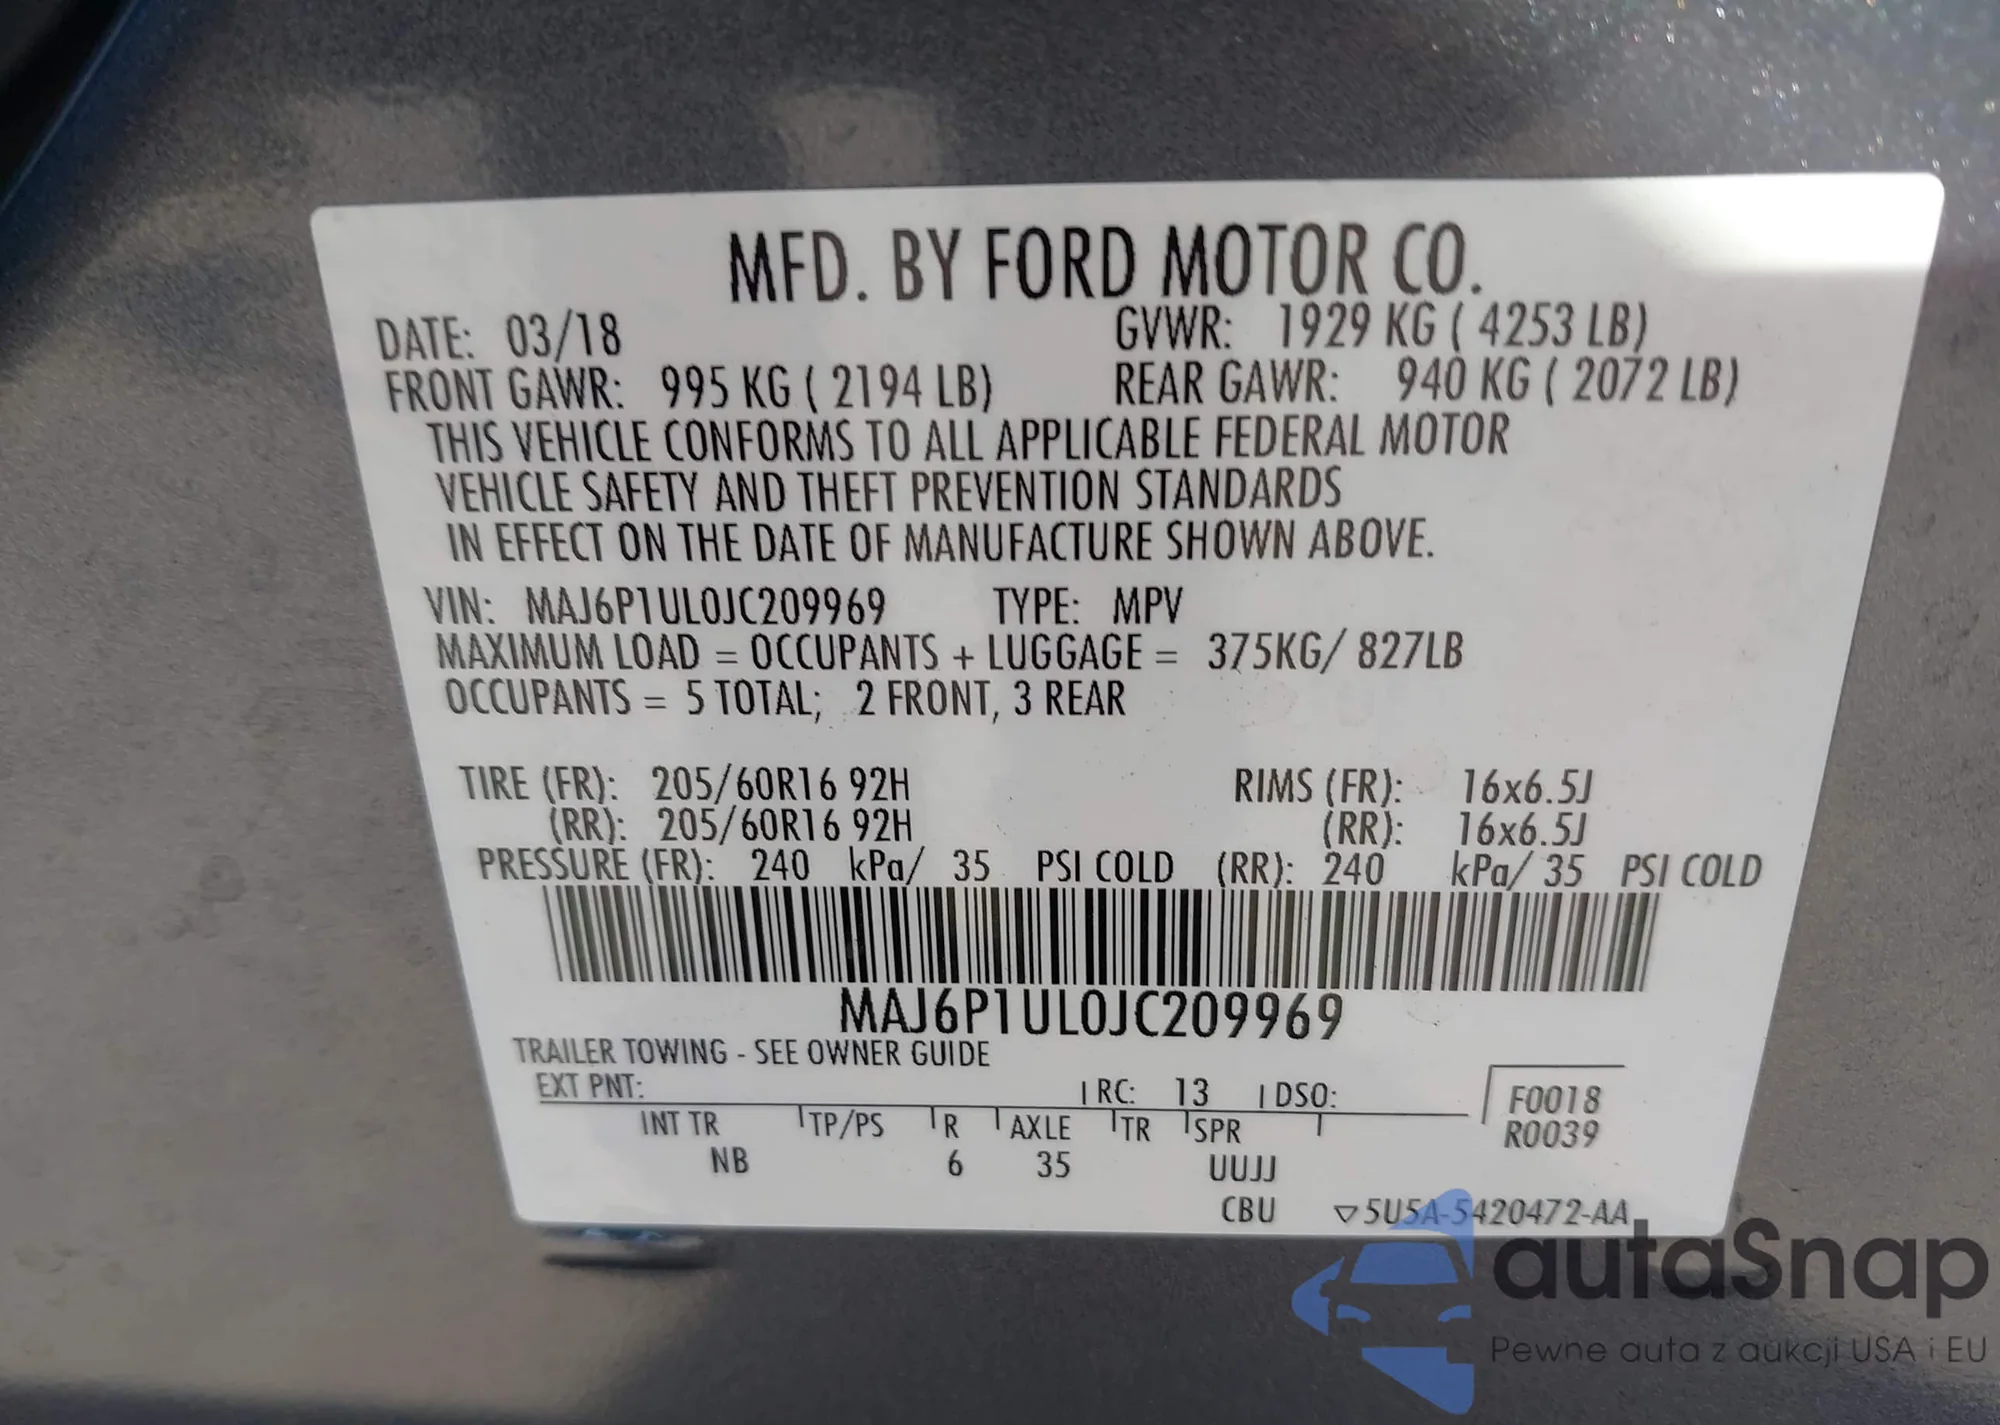 MFD. BY FORD MOTOR CO.
DATE: 03/18 GVWR: 1929 KG ( 4253 LB)
FRONT GAWR: 995 KG ( 2194 LB) REAR GAWR: 940 KG ( 2072 LB)
THIS VEHICLE CONFORMS TO ALL APPLICABLE FEDERAL MOTOR
VEHICLE SAFETY AND THEFT PREVENTION STANDARDS
IN EFFECT ON THE DATE OF MANUFACTURE SHOWN ABOVE.
VIN: MAJ6P1UL0JC209969 TYPE: MPV
MAXIMUM LOAD = OCCUPANTS + LUGGAGE = 375KG/ 827LB
OCCUPANTS = 5 TOTAL; 2 FRONT, 3 REAR
TIRE (FR): 205/60R16 92H RIMS (FR): 16x6.5J
(RR): 205/60R16 92H (RR): 16x6.5J
PRESSURE (FR): 240 kPa/ 35 PSI COLD (RR): 240 kPa/ 35 PSI COLD
MAJ6P1UL0JC209969
TRAILER TOWING - SEE OWNER GUIDE
EXT PNT: RC: 13 DSO: F0018
R0039
INT TR TP/PS R AXLE TR SPR
NB 6 35 UUJJ
CBU ▽5U5A-5420472-AA
autaSnap
Pewne auta z aukcji USA i EU